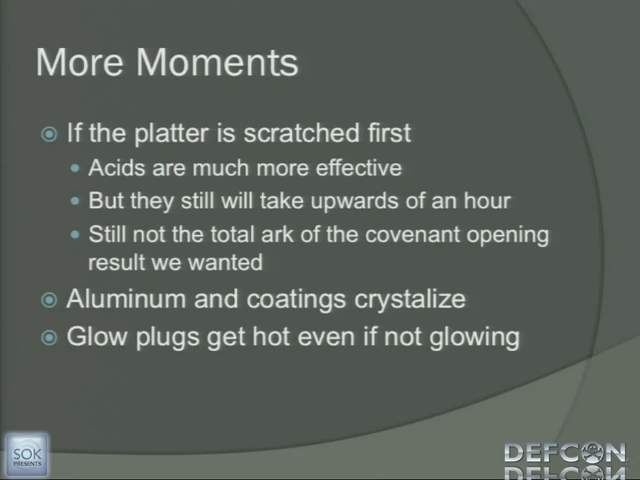 More Moments
If the platter is scratched first
Acids are much more effective
But they still will take upwards of an hour
Still not the total ark of the covenant opening
result we wanted
Aluminum and coatings crystalize
Glow plugs get hot even if not glowing
SOK
PRESENTS
DEFCON